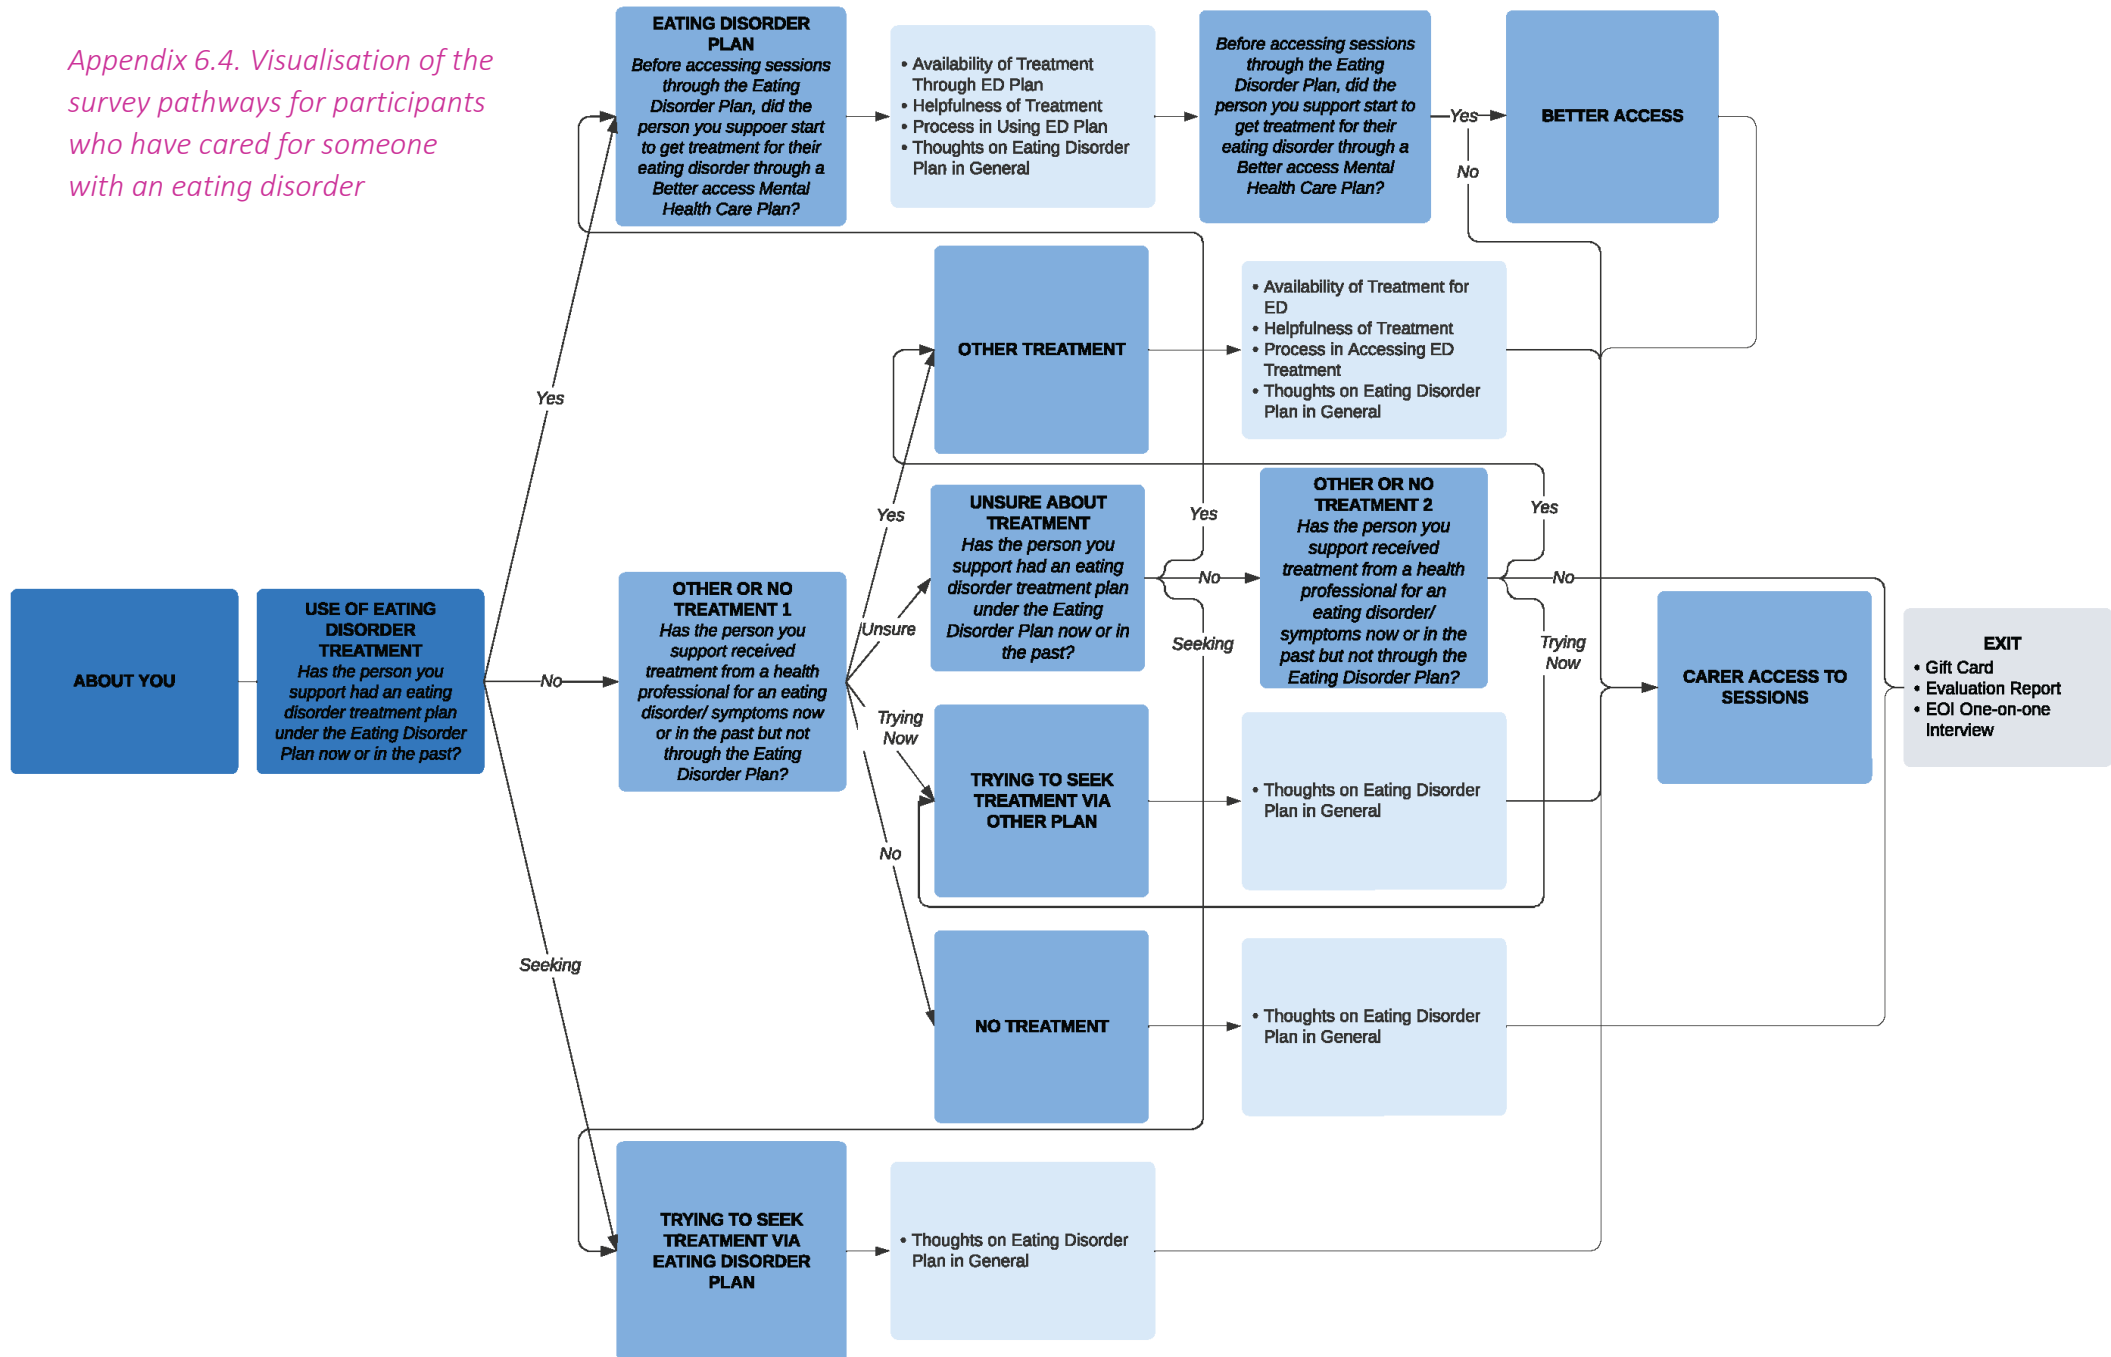 Appendix 6.4. Visualisation of the
survey pathways for participants
who have cared for someone
with an eating disorder
ABOUT YOU
USE OF EATING
DISORDER
TREATMENT
Has the person you
support had an eating
disorder treatment plan
under the Eating Disorder
Plan now or in the past?
Yes
No
Seeking
EATING DISORDER
PLAN
Before accessing sessions
through the Eating
Disorder Plan, did the
person you suppoer start
to get treatment for their
eating disorder through a
Better access Mental
Health Care Plan?
• Availability of Treatment
Through ED Plan
• Helpfulness of Treatment
• Process in Using ED Plan
• Thoughts on Eating Disorder
Plan in General
Before accessing sessions
through the Eating
Disorder Plan, did the
person you support start to
get treatment for their
eating disorder through a
Better access Mental
Health Care Plan?
Yes
No
BETTER ACCESS
OTHER OR NO
TREATMENT 1
Has the person you
support received
treatment from a health
professional for an eating
disorder/ symptoms now
or in the past but not
through the Eating
Disorder Plan?
Yes
Unsure
Trying
Now
No
OTHER TREATMENT
• Availability of Treatment for
ED
• Helpfulness of Treatment
• Process in Accessing ED
Treatment
• Thoughts on Eating Disorder
Plan in General
UNSURE ABOUT
TREATMENT
Has the person you
support had an eating
disorder treatment plan
under the Eating
Disorder Plan now or in
the past?
Yes
No
Seeking
OTHER OR NO
TREATMENT 2
Has the person you
support received
treatment from a health
professional for an
eating disorder/
symptoms now or in the
past but not through the
Eating Disorder Plan?
Yes
No
Trying
Now
TRYING TO SEEK
TREATMENT VIA
OTHER PLAN
• Thoughts on Eating Disorder
Plan in General
NO TREATMENT
• Thoughts on Eating Disorder
Plan in General
TRYING TO SEEK
TREATMENT VIA
EATING DISORDER
PLAN
• Thoughts on Eating Disorder
Plan in General
CARER ACCESS TO
SESSIONS
EXIT
• Gift Card
• Evaluation Report
• EOI One-on-one
Interview